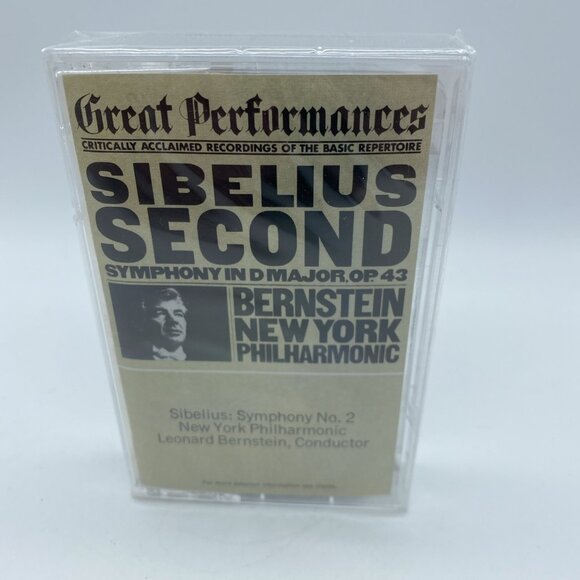 Great Performances
CRITICALLY ACCLAIMED RECORDINGS OF THE BASIC REPERTOIRE
SIBELIUS
SECOND
SYMPHONY IN D MAJOR, OP. 43
BERNSTEIN
NEW YORK
PHILHARMONIC
Sibelius: Symphony No. 2
New York Philharmonic
Leonard Bernstein, Conductor